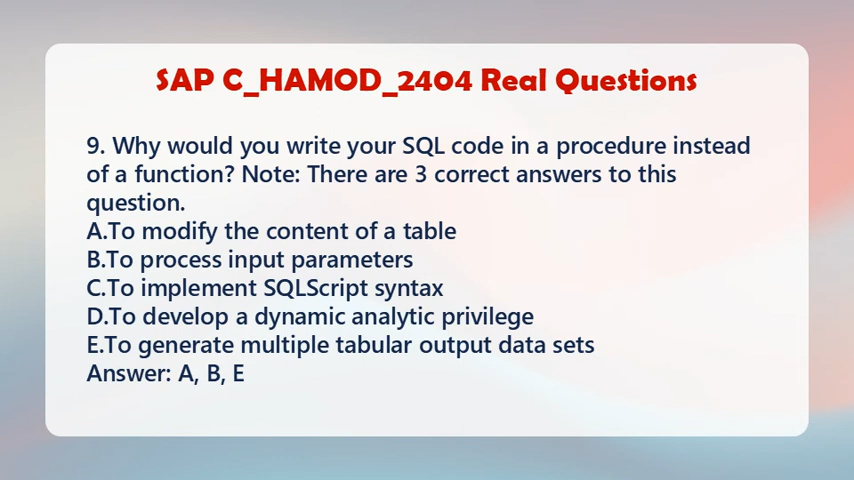 SAP C_HAMOD_2404 Real Questions
9. Why would you write your SQL code in a procedure instead
of a function? Note: There are 3 correct answers to this
question.
A.To modify the content of a table
B.To process input parameters
C.To implement SQLScript syntax
D.To develop a dynamic analytic privilege
E.To generate multiple tabular output data sets
Answer: A, B, E